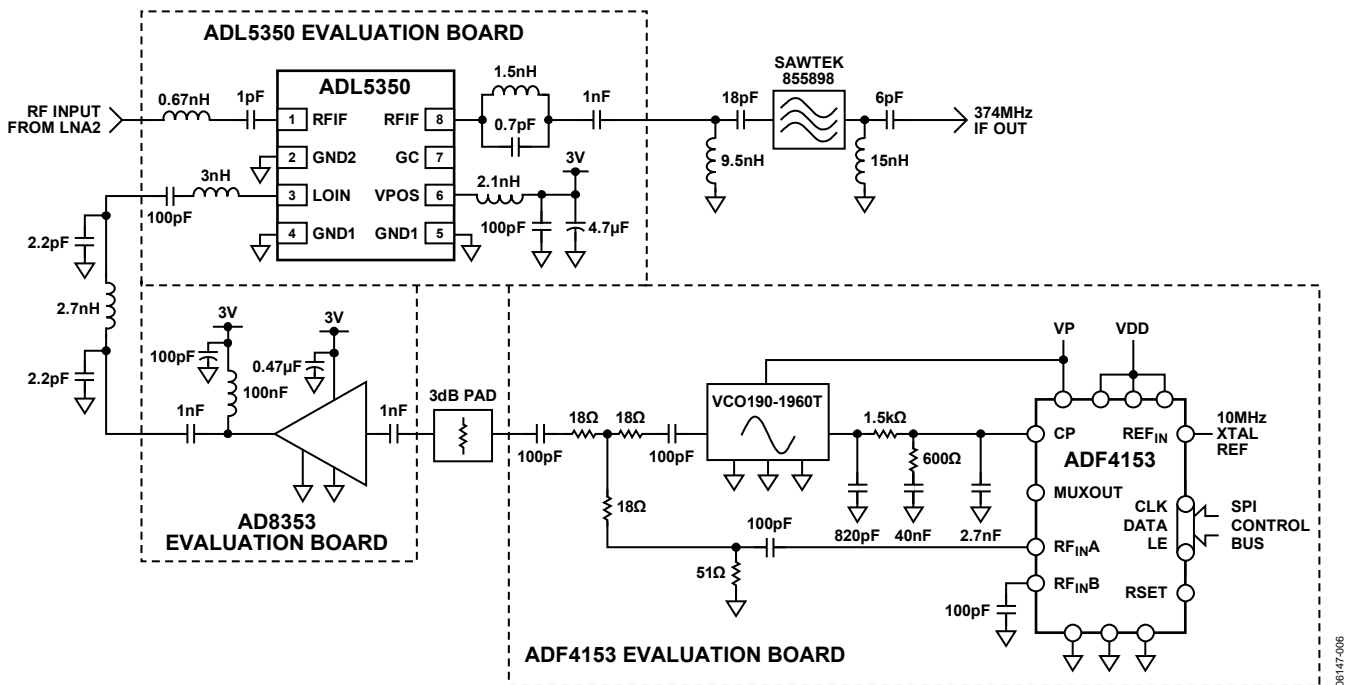 ADL5350 EVALUATION BOARD
ADL5350
RF INPUT
FROM LNA2
0.67nH
1pF
1
RFIF
RFIF
8
1.5nH
0.7pF
1nF
18pF
SAWTEK
855898
6pF
374MHz
IF OUT
9.5nH
15nH
2
GND2
GC
7
3V
3nH
100pF
3
LOIN
VPOS
6
2.1nH
100pF
4.7µF
4
GND1
GND1
5
2.2pF
2.7nH
2.2pF
3V
3V
100pF
0.47µF
100nF
1nF
1nF
AD8353
EVALUATION BOARD
3dB PAD
100pF
18Ω
18Ω
100pF
VCO190-1960T
18Ω
100pF
51Ω
1.5kΩ
600Ω
820pF
40nF
2.7nF
VP
VDD
CP
REFIN
10MHz
XTAL
REF
ADF4153
MUXOUT
CLK
DATA
LE
SPI
CONTROL
BUS
RFINA
RFINB
100pF
RSET
ADF4153 EVALUATION BOARD
06147-006